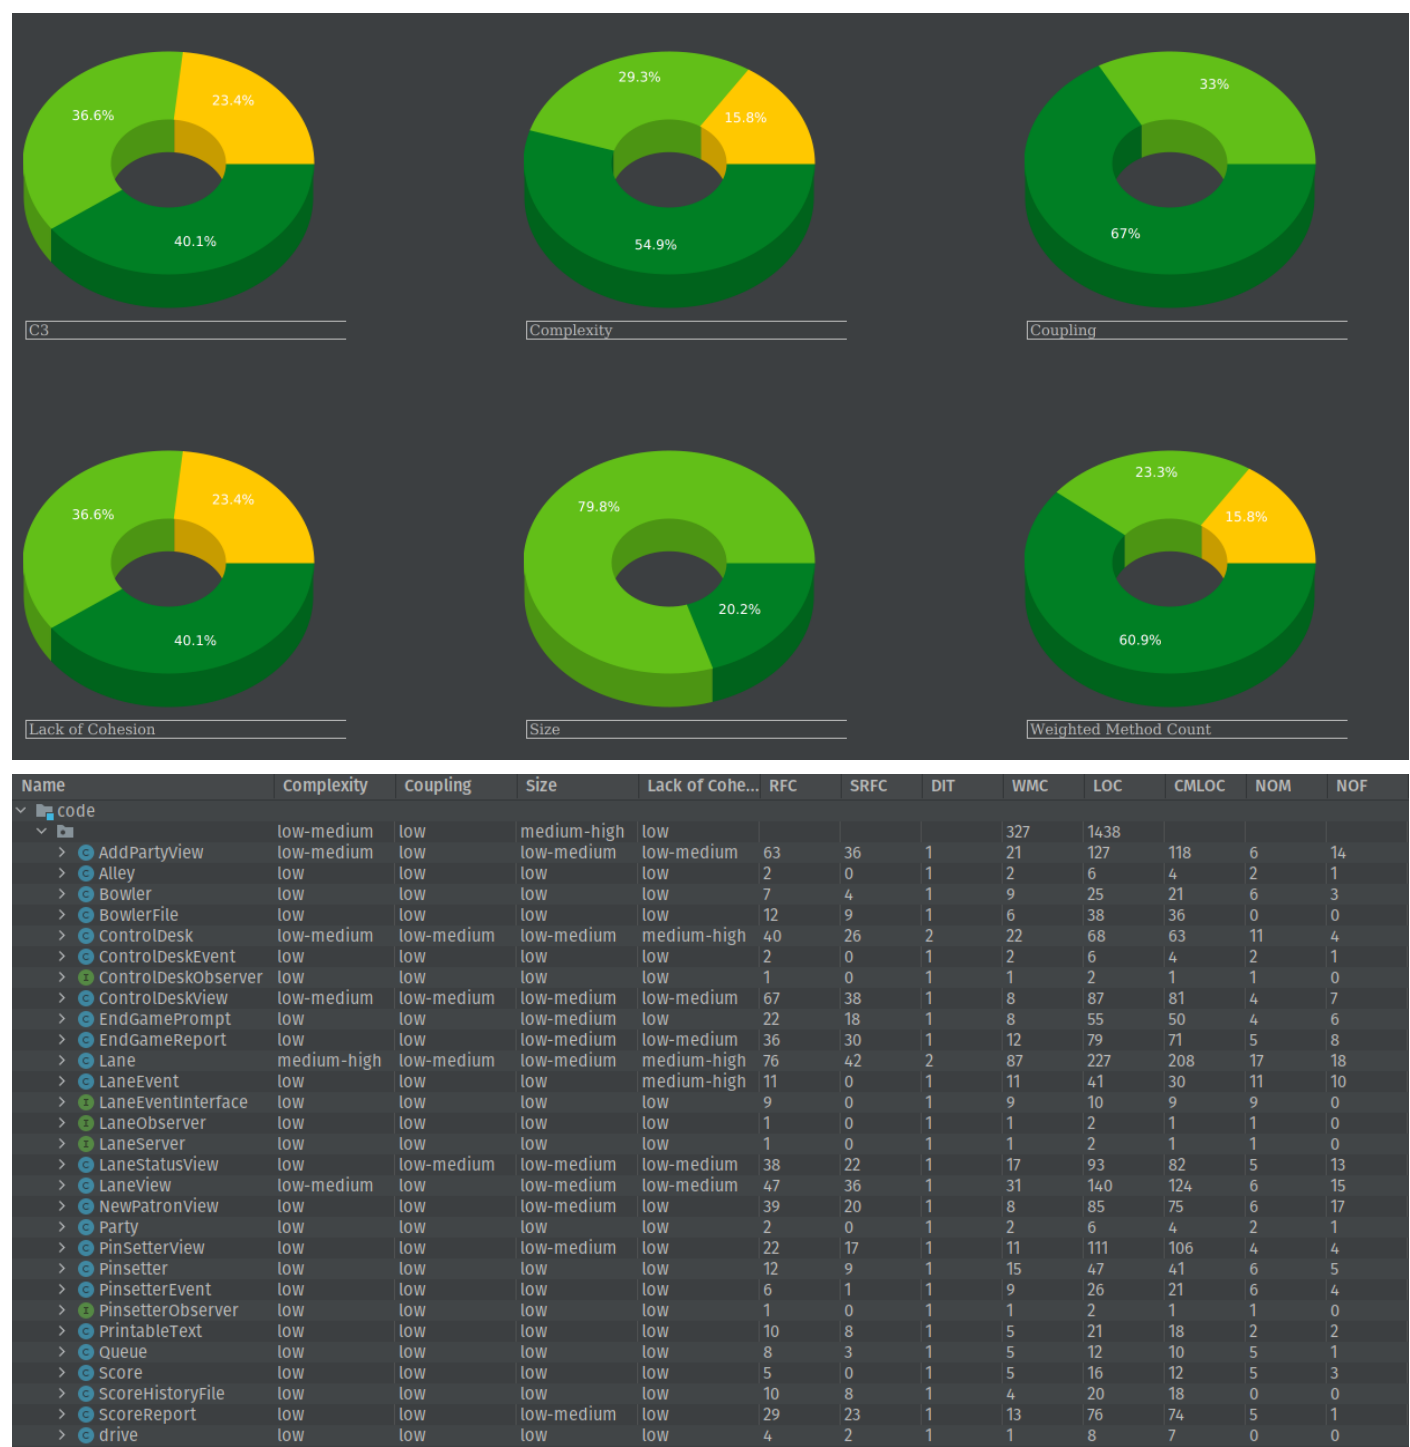 36.6% 23.4%
40.1%
C3
29.3%
15.8%
54.9%
Complexity
33%
67%
Coupling
36.6% 23.4%
40.1%
Lack of Cohesion
79.8%
20.2%
Size
23.3%
15.8%
60.9%
Weighted Method Count
Name Complexity Coupling Size Lack of Cohe... RFC SRFC DIT WMC LOC CMLOC NOM NOF
code
low-medium low medium-high low 327 1438
AddPartyView low-medium low low-medium low-medium 63 36 1 21 127 118 6 14
Alley low low low low 2 0 1 2 6 4 2 1
Bowler low low low low 7 4 1 9 25 21 6 3
BowlerFile low low low low 12 9 1 6 38 36 0 0
ControlDesk low-medium low-medium low-medium medium-high 40 26 2 22 68 63 11 4
ControlDeskEvent low low low low 2 0 1 2 6 4 2 1
ControlDeskObserver low low low low 1 0 1 1 2 1 1 0
ControlDeskView low-medium low-medium low-medium low-medium 67 38 1 8 87 81 4 7
EndGamePrompt low low low-medium low 22 18 1 8 55 50 4 6
EndGameReport low low low-medium low-medium 36 30 1 12 79 71 5 8
Lane medium-high low-medium low-medium medium-high 76 42 2 87 227 208 17 18
LaneEvent low low low medium-high 11 0 1 11 41 30 11 10
LaneEventInterface low low low low 9 0 1 9 10 9 9 0
LaneObserver low low low low 1 0 1 1 2 1 1 0
LaneServer low low low low 1 0 1 1 2 1 1 0
LaneStatusView low low-medium low-medium low-medium 38 22 1 17 93 82 5 13
LaneView low-medium low low-medium low-medium 47 36 1 31 140 124 6 15
NewPatronView low low low-medium low 39 20 1 8 85 75 6 17
Party low low low low 2 0 1 2 6 4 2 1
PinSetterView low low low-medium low 22 17 1 11 111 106 4 4
Pinsetter low low low low 12 9 1 15 47 41 6 5
PinsetterEvent low low low low 6 1 1 9 26 21 6 4
PinsetterObserver low low low low 1 0 1 1 2 1 1 0
PrintableText low low low low 10 8 1 5 21 18 2 2
Queue low low low low 8 3 1 5 12 10 5 1
Score low low low low 5 0 1 5 16 12 5 3
ScoreHistoryFile low low low low 10 8 1 4 20 18 0 0
ScoreReport low low low-medium low 29 23 1 13 76 74 5 1
drive low low low low 4 2 1 1 8 7 0 0